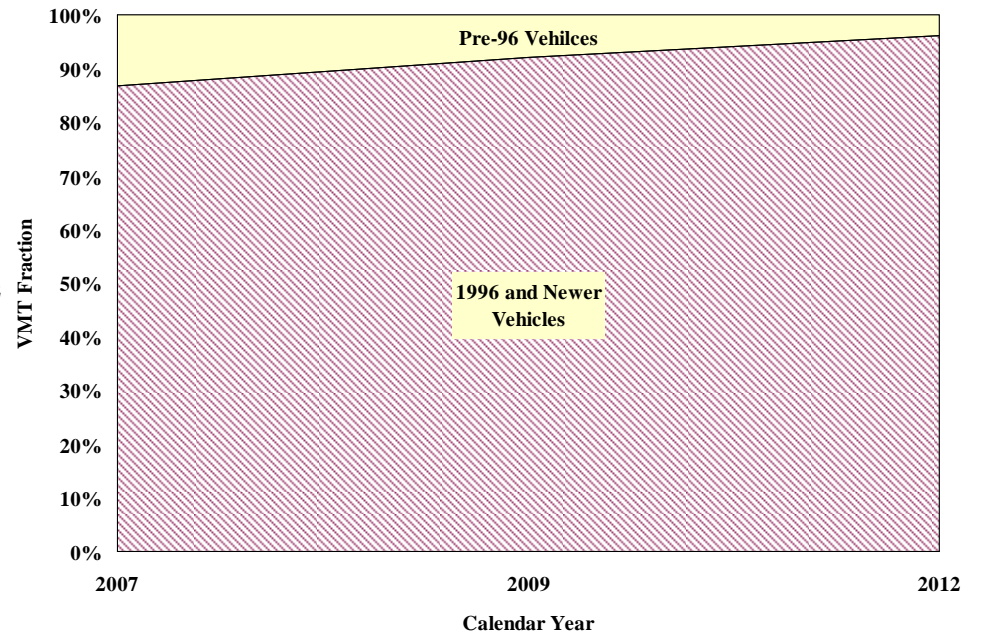 100%
90%
80%
70%
60%
50%
40%
30%
20%
10%
0%
VMT Fraction
Pre-96 Vehilces
1996 and Newer
Vehicles
2007 2009 2012
Calendar Year